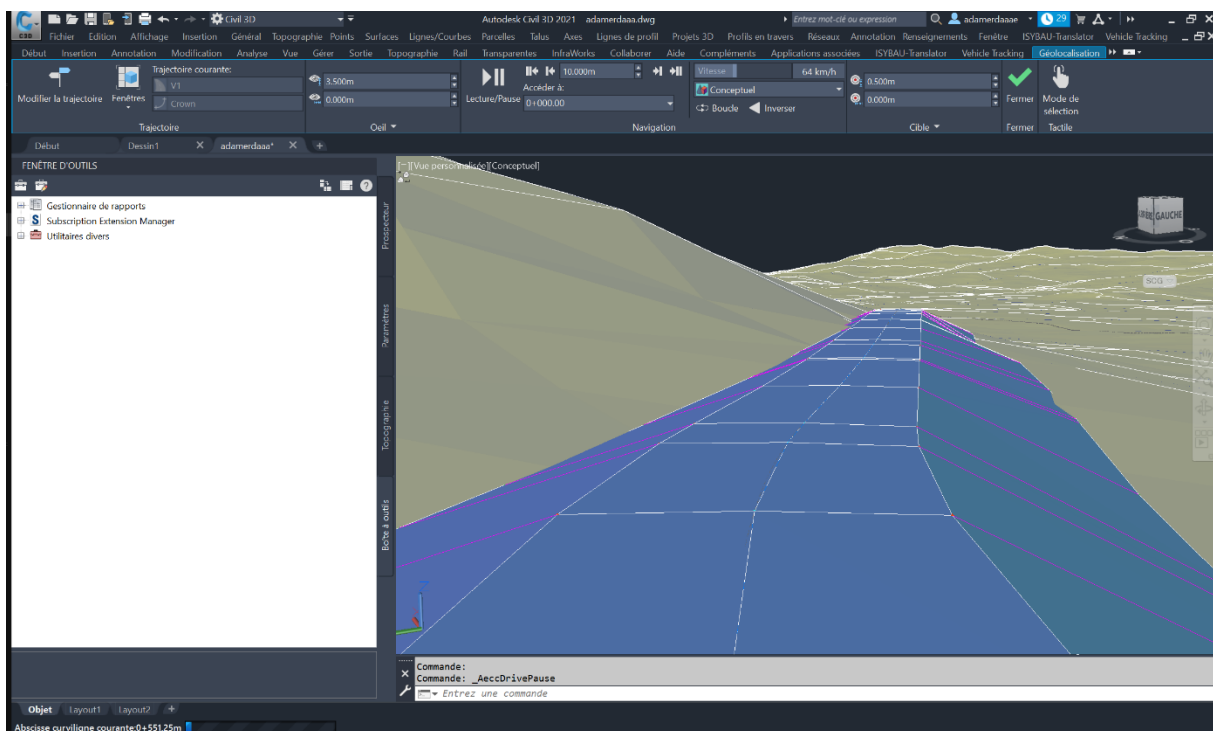 C3D
Civil 3D
Autodesk Civil 3D 2021 adamerdaaa.dwg
Entrez mot-clé ou expression
adamerdaaae
29
Fichier Edition Affichage Insertion Général Topographie Points Surfaces Lignes/Courbes Parcelles Talus Axes Lignes de profil Projets 3D Profils en travers Réseaux Annotation Renseignements Fenêtre ISYBAU-Translator Vehicle Tracking
Début Insertion Annotation Modification Analyse Vue Gérer Sortie Topographie Rail Transparentes InfraWorks Collaborer Aide Compléments Applications associées ISYBAU-Translator Vehicle Tracking Géolocalisation
Modifier la trajectoire
Fenêtres
Trajectoire courante:
V1
Crown
Trajectoire
3.500m
0.000m
Oeil
Lecture/Pause
10.000m
Accéder à:
0+000.00
Vitesse
64 km/h
Conceptuel
Boucle
Inverser
Navigation
0.500m
0.000m
Cible
Fermer
Fermer
Mode de
sélection
Tactile
Début
Dessin1
adamerdaaa*
FENÊTRE D'OUTILS
Gestionnaire de rapports
Subscription Extension Manager
Utilitaires divers
Prospecteur
Paramètres
Topographie
Boîte à outils
[−][Vue personnalisée][Conceptuel]
GAUCHE
SCG
Z
Commande:
Commande: _AeccDrivePause
Entrez une commande
Objet Layout1 Layout2
Abscisse curviligne courante:0+551.25m